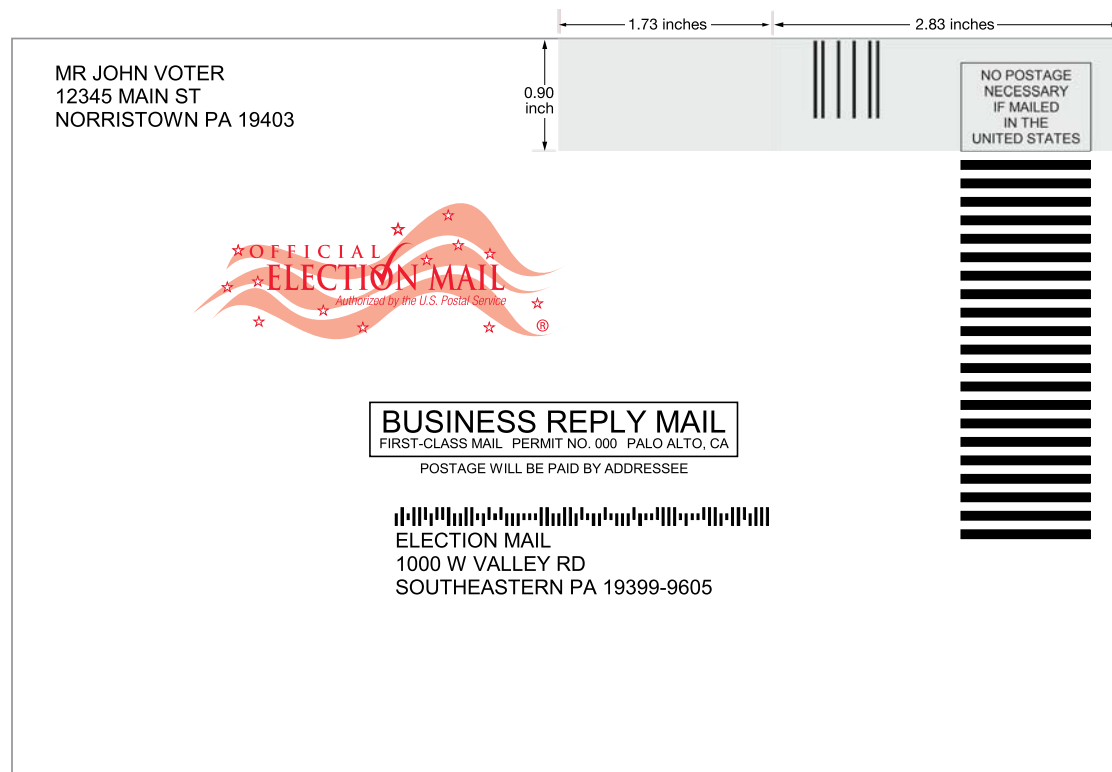 1.73 inches
2.83 inches
MR JOHN VOTER
12345 MAIN ST
NORRISTOWN PA 19403
0.90
inch
NO POSTAGE
NECESSARY
IF MAILED
IN THE
UNITED STATES
OFFICIAL
ELECTION MAIL
Authorized by the U.S. Postal Service
®
BUSINESS REPLY MAIL
FIRST-CLASS MAIL PERMIT NO. 000 PALO ALTO, CA
POSTAGE WILL BE PAID BY ADDRESSEE
ELECTION MAIL
1000 W VALLEY RD
SOUTHEASTERN PA 19399-9605